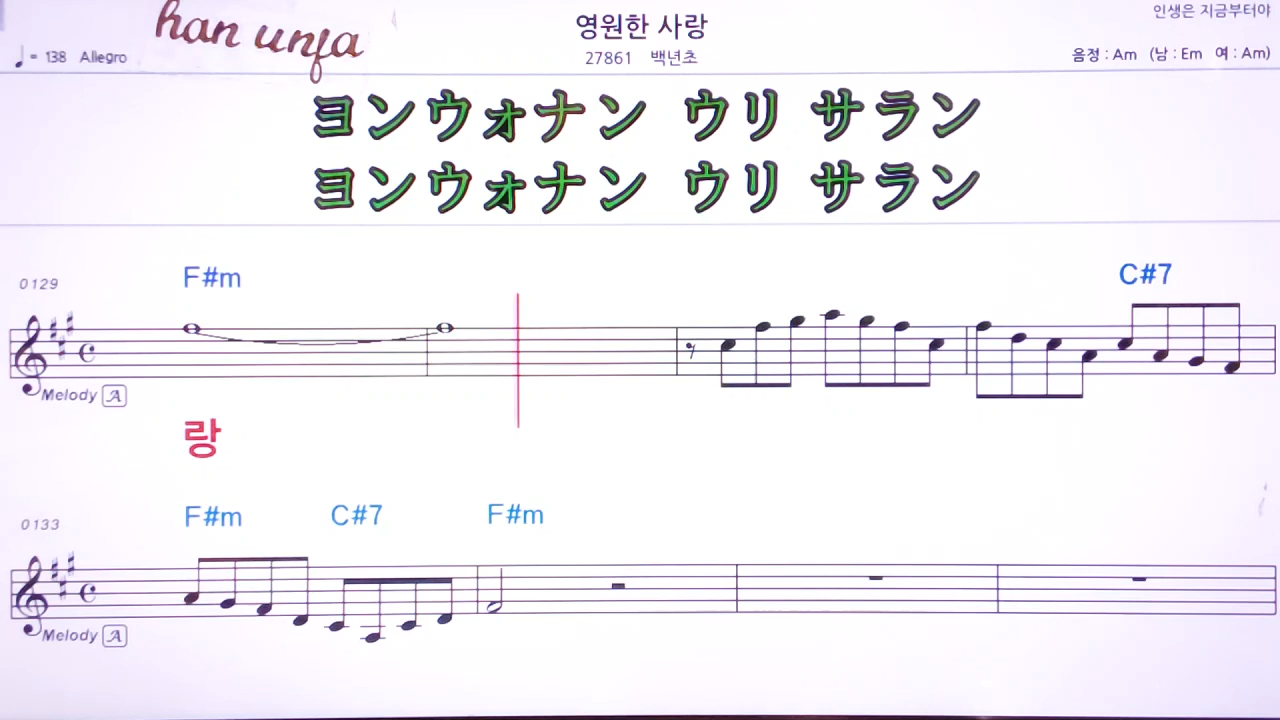 han unja
영원한 사랑
인생은 지금부터야
♩= 138 Allegro
27861 백년초
음정 : Am (남 : Em 여 : Am)
ヨンウォナン ウリ サラン
ヨンウォナン ウリ サラン
0129
F#m C#7
Melody A
랑
0133
F#m C#7 F#m
Melody A